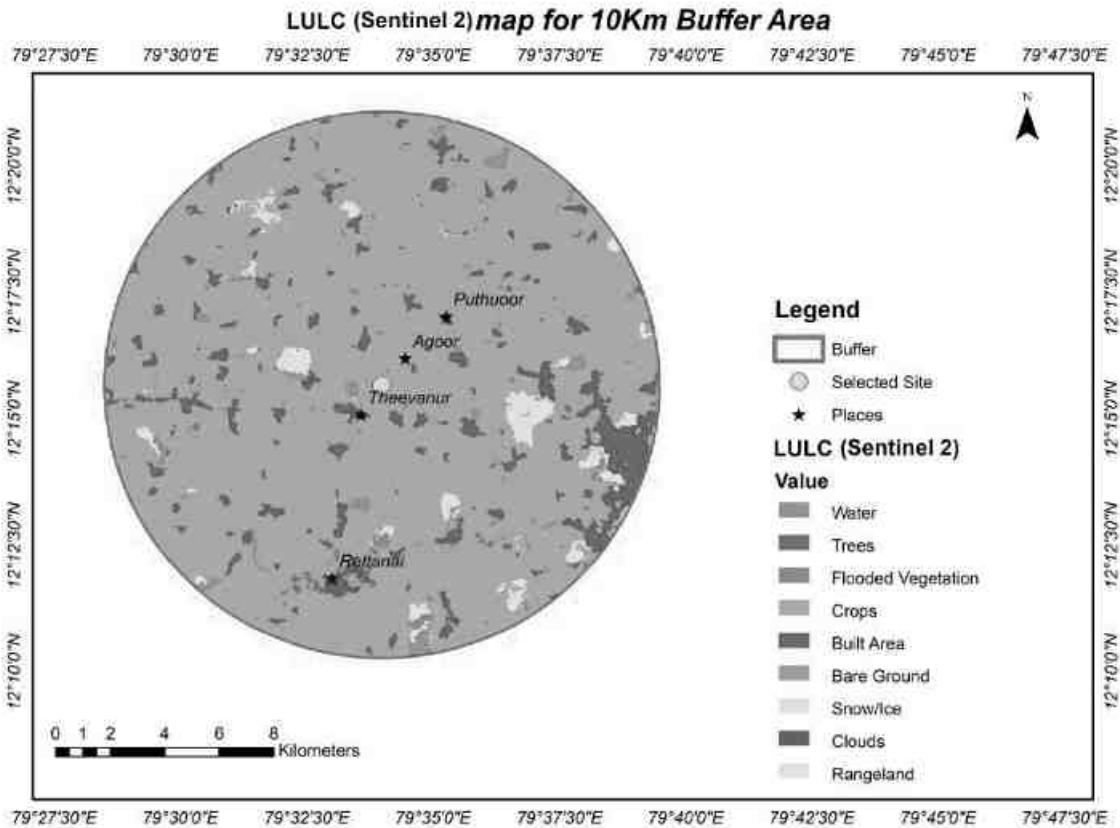 LULC (Sentinel 2) map for 10Km Buffer Area
79°27'30"E 79°30'0"E 79°32'30"E 79°35'0"E 79°37'30"E 79°40'0"E 79°42'30"E 79°45'0"E 79°47'30"E
N
12°20'0"N 12°20'0"N
12°17'30"N 12°17'30"N
Puthuoor
Legend
Agoor
Buffer
Selected Site
Theevanur
Places
12°15'0"N 12°15'0"N
LULC (Sentinel 2)
Value
Water
12°12'30"N 12°12'30"N
Trees
Rettanai
Flooded Vegetation
Crops
Built Area
12°10'0"N 12°10'0"N
Bare Ground
Snow/Ice
0 1 2 4 6 8
Kilometers
Clouds
Rangeland
79°27'30"E 79°30'0"E 79°32'30"E 79°35'0"E 79°37'30"E 79°40'0"E 79°42'30"E 79°45'0"E 79°47'30"E